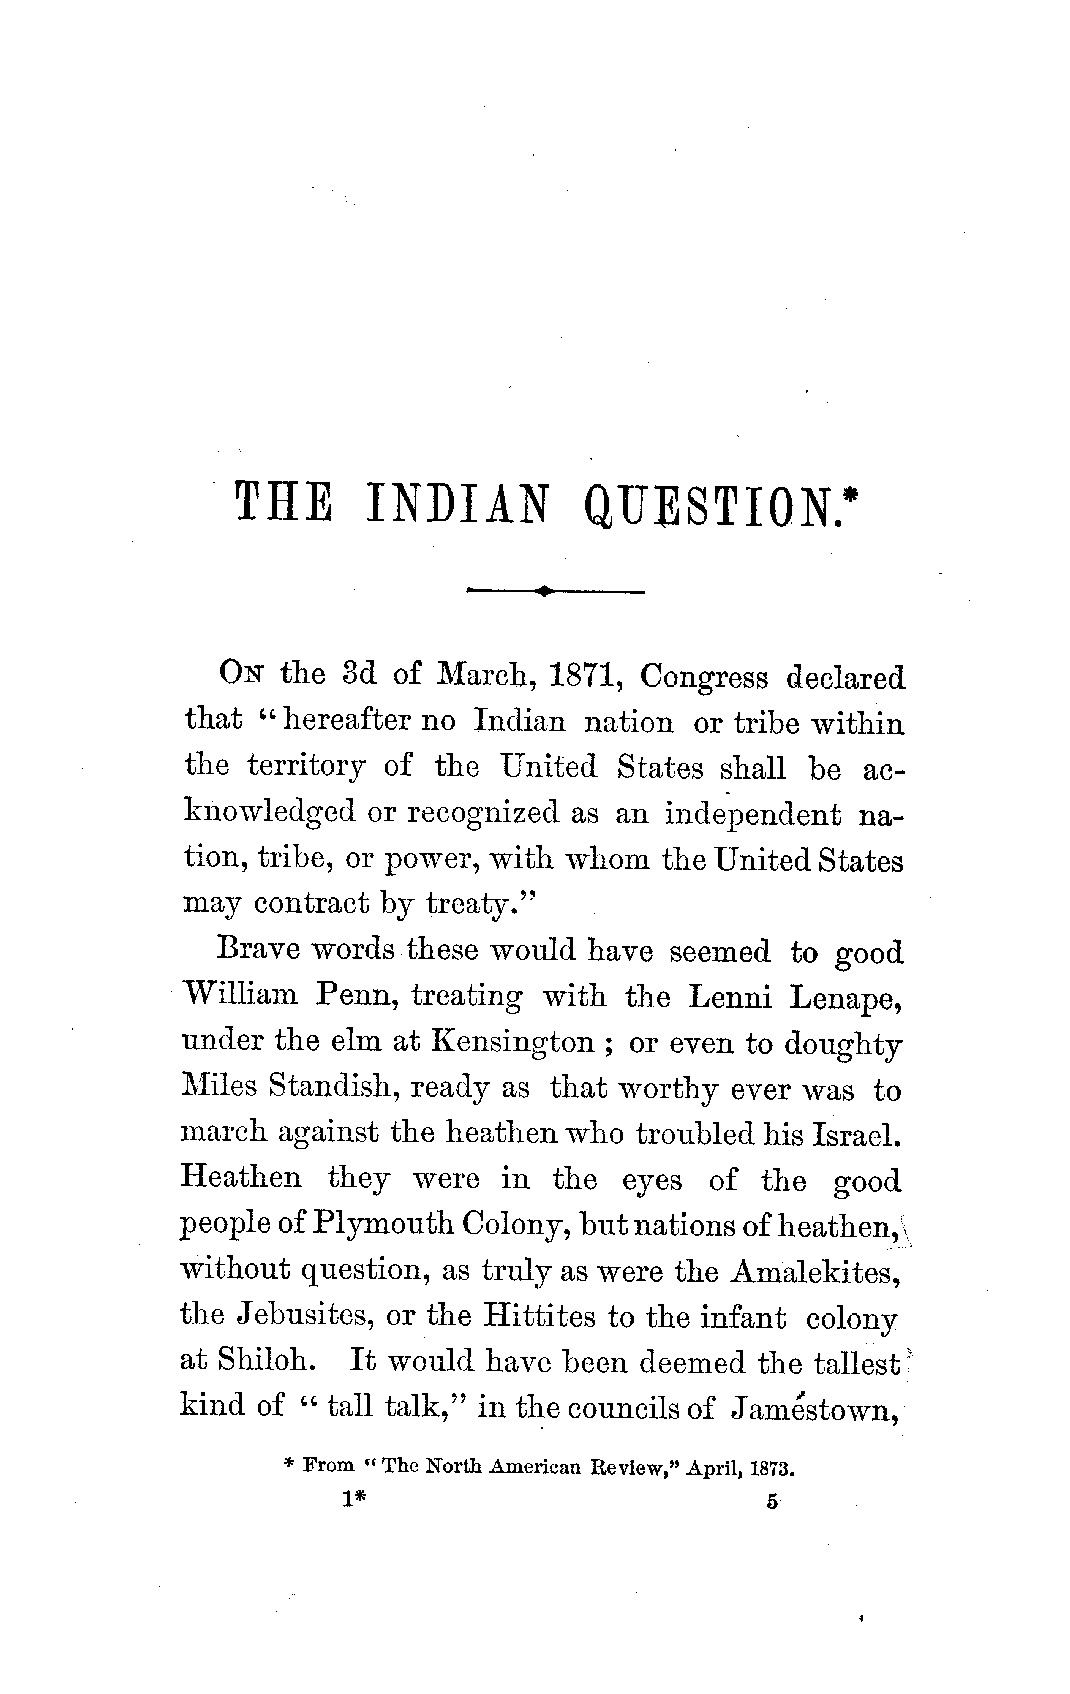 THE INDIAN QUESTION.*
ON the 3d of March, 1871, Congress declared
that “hereafter no Indian nation or tribe within
the territory of the United States shall be ac-
knowledged or recognized as an independent na-
tion, tribe, or power, with whom the United States
may contract by treaty.”
Brave words these would have seemed to good
William Penn, treating with the Lenni Lenape,
under the elm at Kensington ; or even to doughty
Miles Standish, ready as that worthy ever was to
march against the heathen who troubled his Israel.
Heathen they were in the eyes of the good
people of Plymouth Colony, but nations of heathen,
without question, as truly as were the Amalekites,
the Jebusites, or the Hittites to the infant colony
at Shiloh. It would have been deemed the tallest
kind of “ tall talk,” in the councils of Jamestown,
* From “The North American Review,” April, 1873.
1* 5